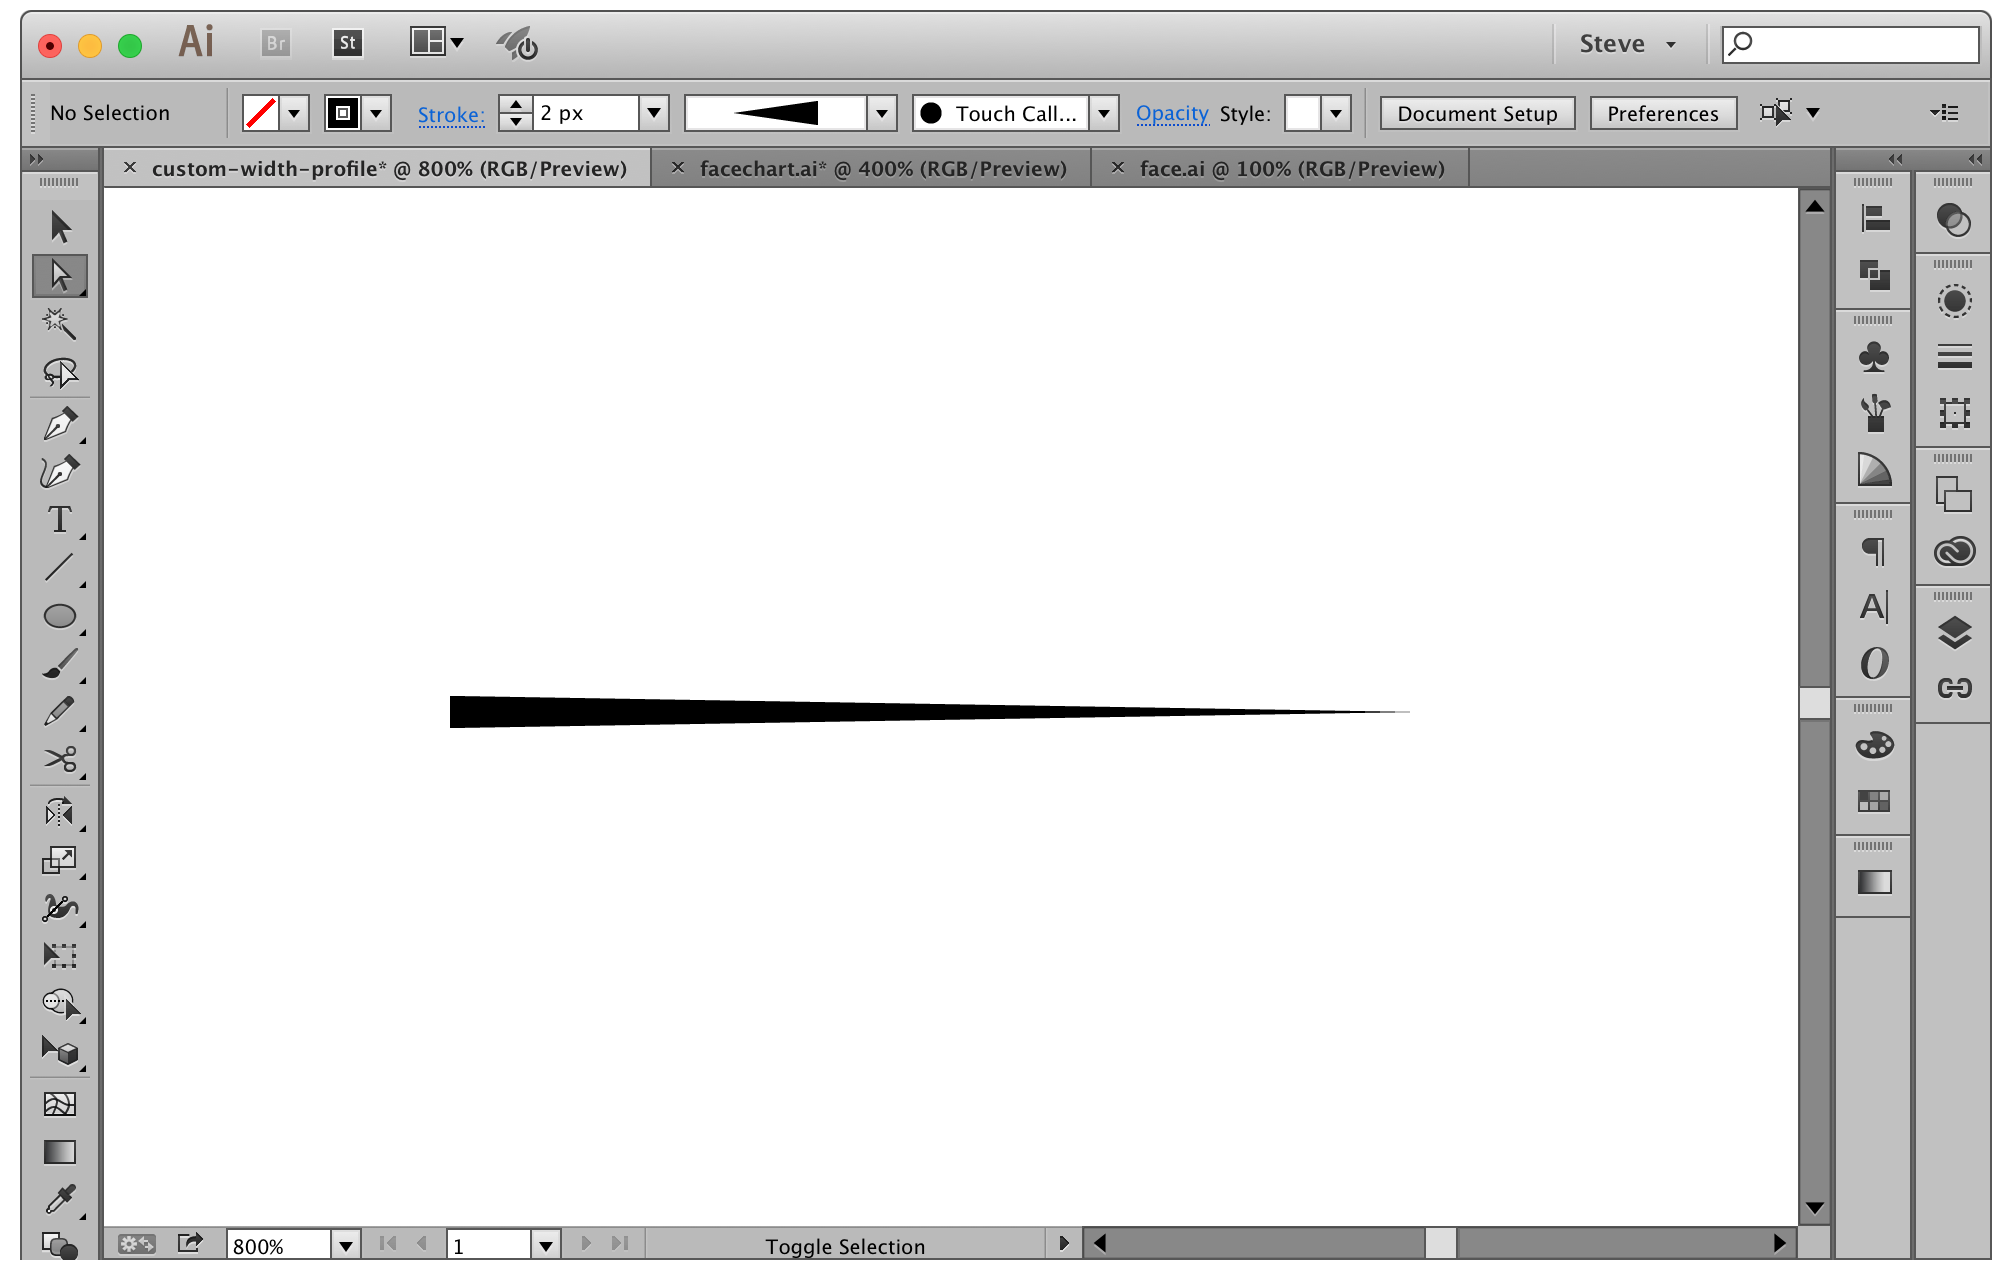 Ai Br St Steve
No Selection Stroke: 2 px Touch Call... Opacity Style: Document Setup Preferences
custom-width-profile* @ 800% (RGB/Preview) facechart.ai* @ 400% (RGB/Preview) face.ai @ 100% (RGB/Preview)
800% 1 Toggle Selection